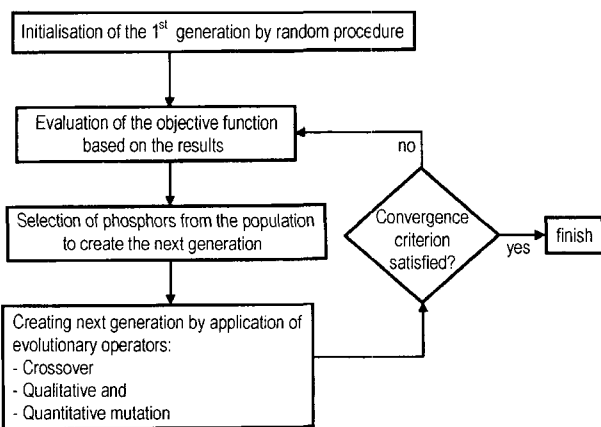 Initialisation of the 1st generation by random procedure
Evaluation of the objective function
based on the results
no
Selection of phosphors from the population
to create the next generation
Convergence
criterion
satisfied?
yes
finish
Creating next generation by application of
evolutionary operators:
- Crossover
- Qualitative and
- Quantitative mutation